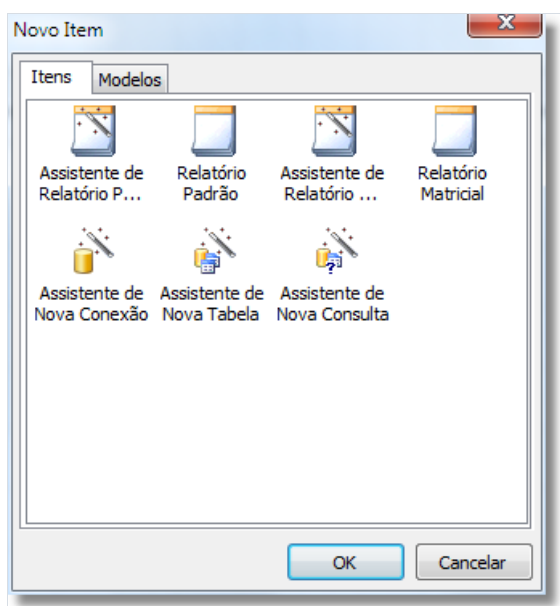 Novo Item
Itens Modelos
Assistente de Relatório Assistente de Relatório
Relatório P... Padrão Relatório ... Matricial
Assistente de Assistente de Assistente de
Nova Conexão Nova Tabela Nova Consulta
OK Cancelar